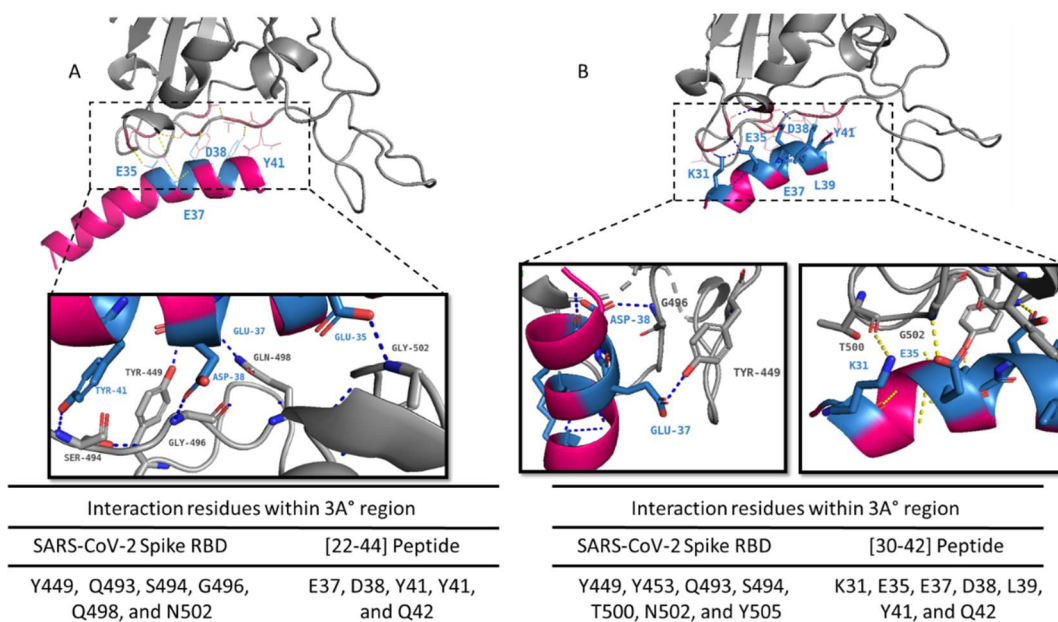 A
E35
D38
Y41
E37
GLU-37
GLU-35
TYR-449
GLN-498
GLY-502
TYR-41
ASP-38
GLY-496
SER-494
Interaction residues within 3A° region
SARS-CoV-2 Spike RBD [22-44] Peptide
Y449, Q493, S494, G496, E37, D38, Y41, Y41,
Q498, and N502 and Q42
B
E35
D38
Y41
K31
E37
L39
ASP-38
G496
TYR-449
GLU-37
T500
G502
K31
E35
Interaction residues within 3A° region
SARS-CoV-2 Spike RBD [30-42] Peptide
Y449, Y453, Q493, S494, K31, E35, E37, D38, L39,
T500, N502, and Y505 Y41, and Q42